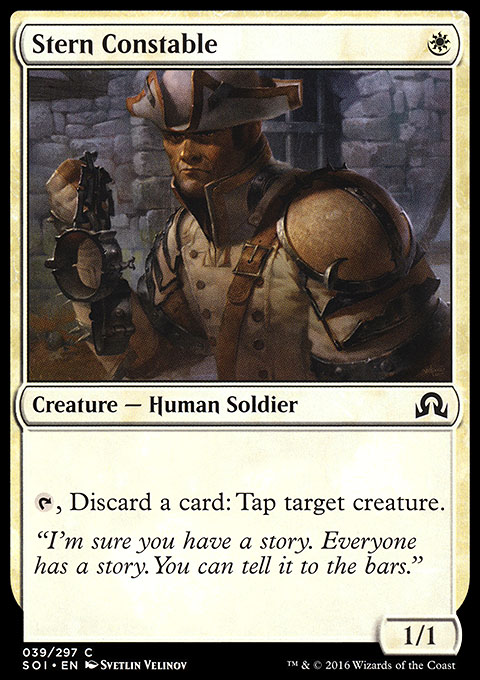 Stern Constable
Creature — Human Soldier
, Discard a card: Tap target creature.
“I’m sure you have a story. Everyone
has a story. You can tell it to the bars.”
1/1
039/297 C
SOI • EN Svetlin Velinov
™ & © 2016 Wizards of the Coast